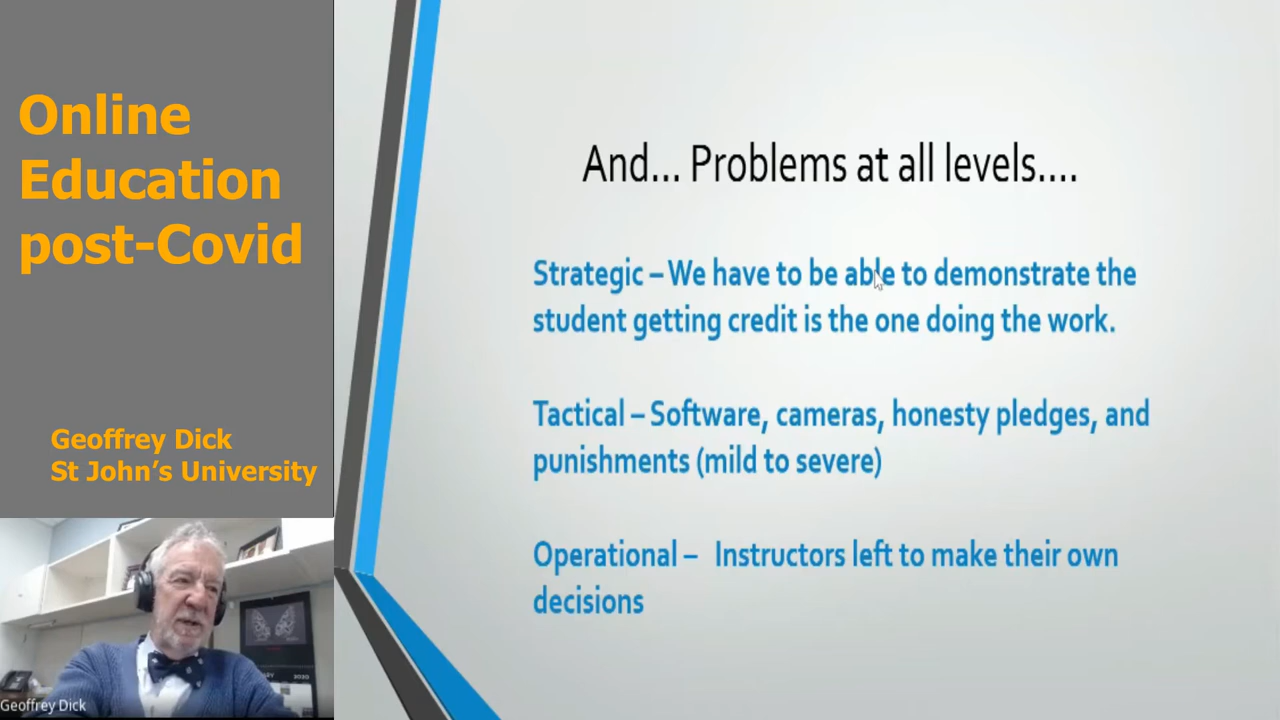 Online
Education
post-Covid
Geoffrey Dick
St John's University
Geoffrey Dick
And... Problems at all levels....
Strategic – We have to be able to demonstrate the
student getting credit is the one doing the work.
Tactical – Software, cameras, honesty pledges, and
punishments (mild to severe)
Operational – Instructors left to make their own
decisions